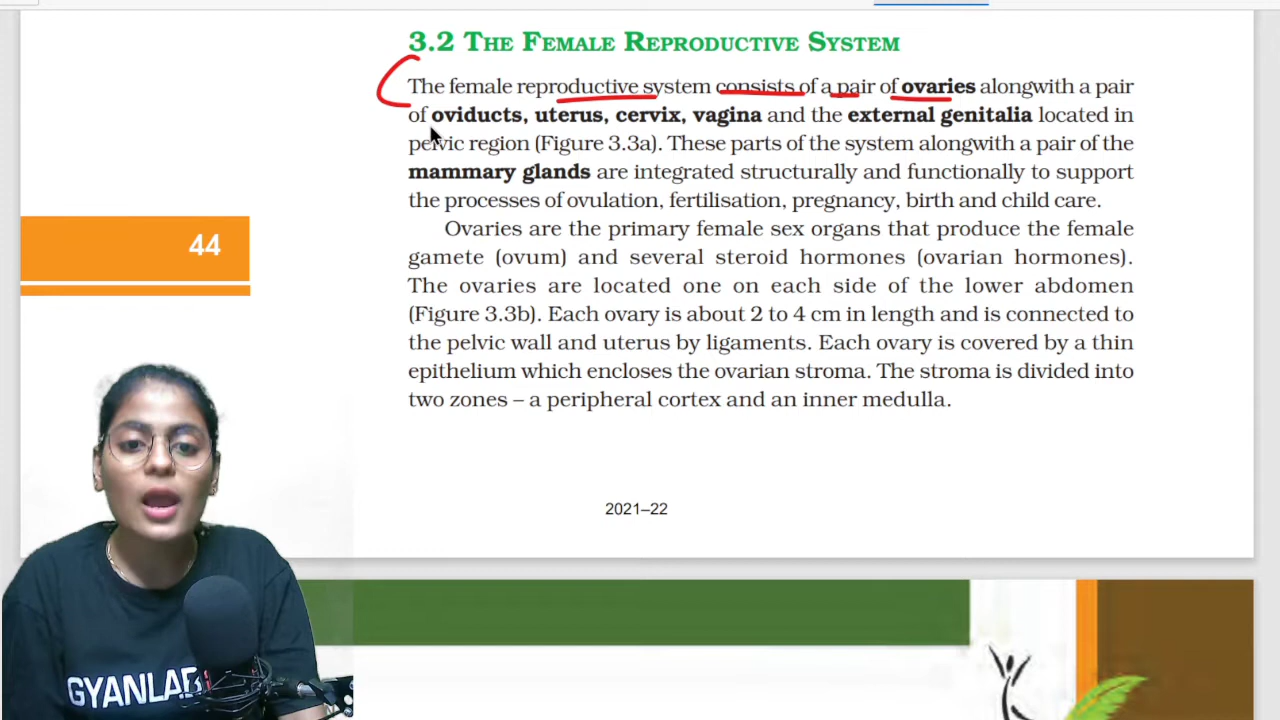 3.2 THE FEMALE REPRODUCTIVE SYSTEM
The female reproductive system consists of a pair of ovaries alongwith a pair
of oviducts, uterus, cervix, vagina and the external genitalia located in
pelvic region (Figure 3.3a). These parts of the system alongwith a pair of the
mammary glands are integrated structurally and functionally to support
the processes of ovulation, fertilisation, pregnancy, birth and child care.
Ovaries are the primary female sex organs that produce the female
gamete (ovum) and several steroid hormones (ovarian hormones).
The ovaries are located one on each side of the lower abdomen
(Figure 3.3b). Each ovary is about 2 to 4 cm in length and is connected to
the pelvic wall and uterus by ligaments. Each ovary is covered by a thin
epithelium which encloses the ovarian stroma. The stroma is divided into
two zones – a peripheral cortex and an inner medulla.
44
2021–22
GYANLAB